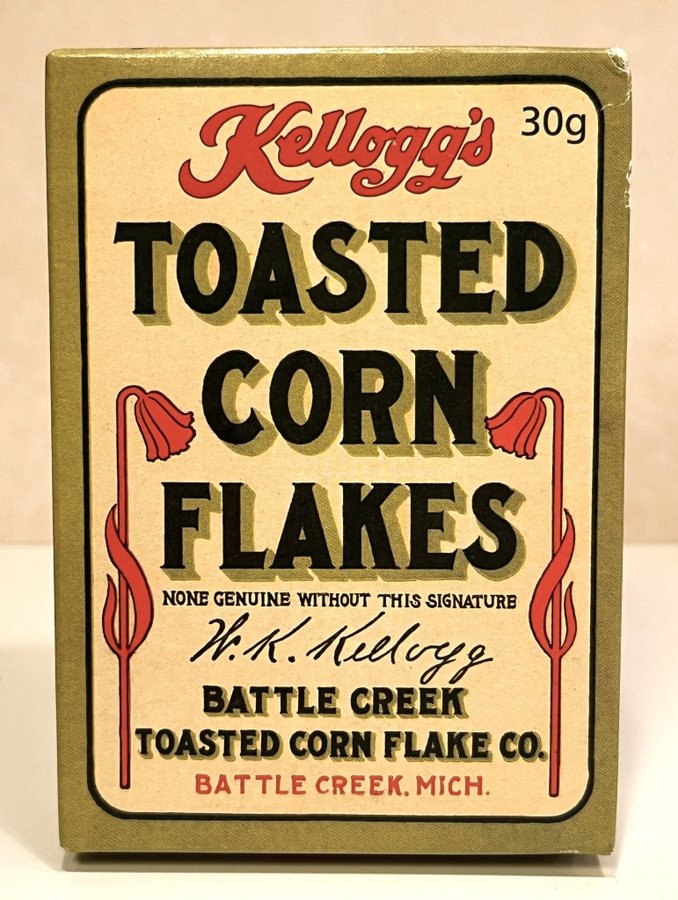 Kellogg's 30g
TOASTED
CORN
FLAKES
NONE GENUINE WITHOUT THIS SIGNATURE
W. K. Kellogg
BATTLE CREEK
TOASTED CORN FLAKE CO.
BATTLE CREEK, MICH.